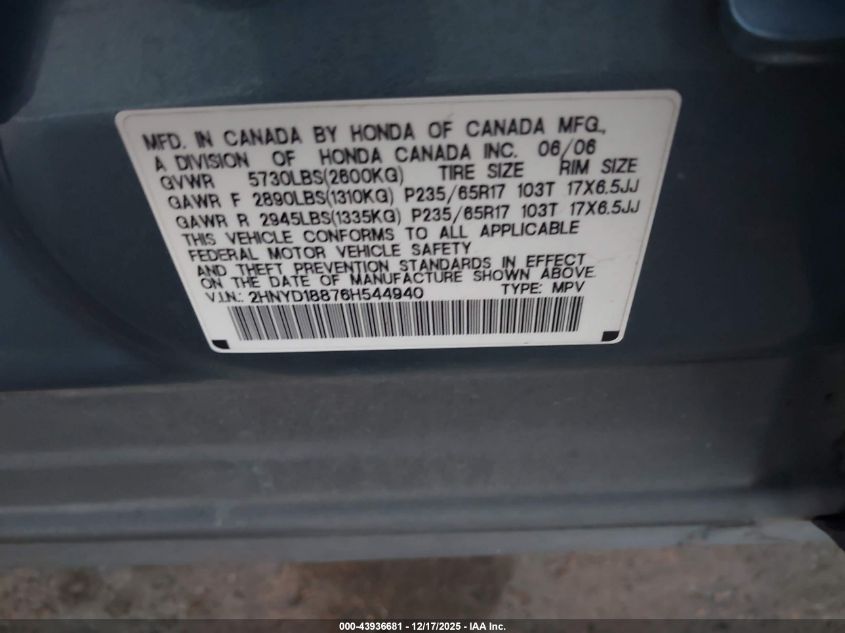 MFD. IN CANADA BY HONDA OF CANADA MFG.,
A DIVISION OF HONDA CANADA INC. 06/06
GVWR 5730LBS(2600KG) TIRE SIZE RIM SIZE
GAWR F 2890LBS(1310KG) P235/65R17 103T 17X6.5JJ
GAWR R 2945LBS(1335KG) P235/65R17 103T 17X6.5JJ
THIS VEHICLE CONFORMS TO ALL APPLICABLE
FEDERAL MOTOR VEHICLE SAFETY
AND THEFT PREVENTION STANDARDS IN EFFECT
ON THE DATE OF MANUFACTURE SHOWN ABOVE.
V.I.N.: 2HNYD18876H544940 TYPE: MPV
000-43936681 - 12/17/2025 - IAA Inc.